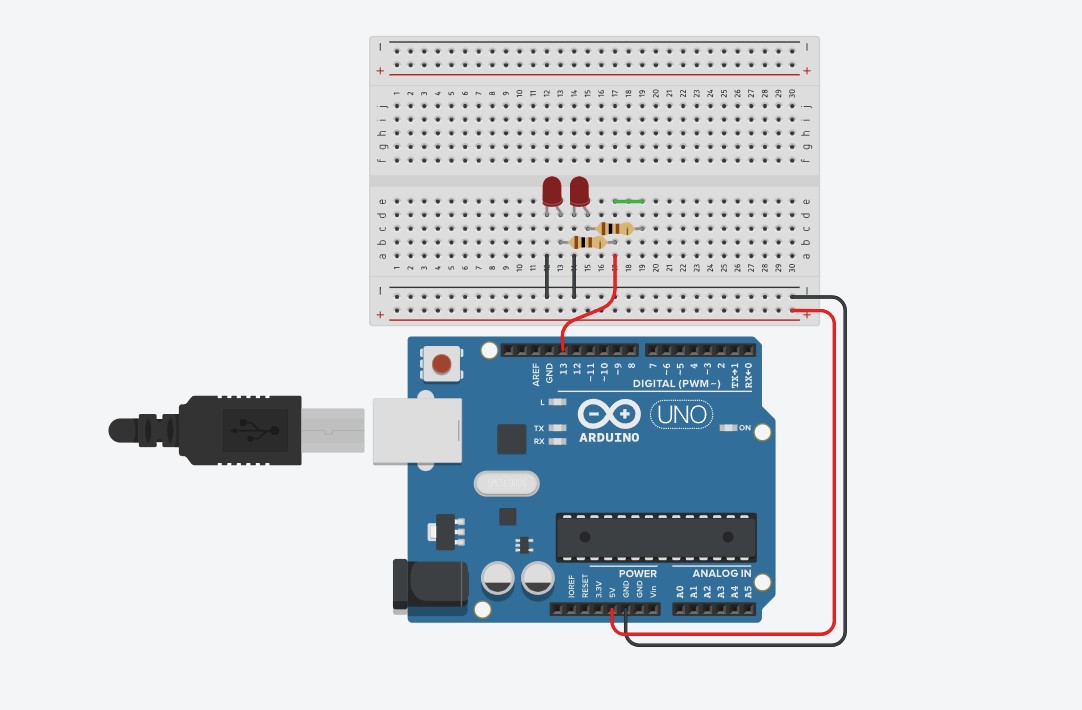 − −
+ +
1 2 3 4 5 6 7 8 9 10 11 12 13 14 15 16 17 18 19 20 21 22 23 24 25 26 27 28 29 30
j j
i i
h h
g g
f f
e e
d d
c c
b b
a a
1 2 3 4 5 6 7 8 9 10 11 12 13 14 15 16 17 18 19 20 21 22 23 24 25 26 27 28 29 30
− −
+ +
AREF GND 13 12 ~11 ~10 ~9 8 7 ~6 ~5 4 ~3 2 TX→1 RX←0
DIGITAL (PWM~)
L
UNO
TX ON
RX ARDUINO
POWER ANALOG IN
IOREF RESET 3.3V 5V GND GND Vin A0 A1 A2 A3 A4 A5